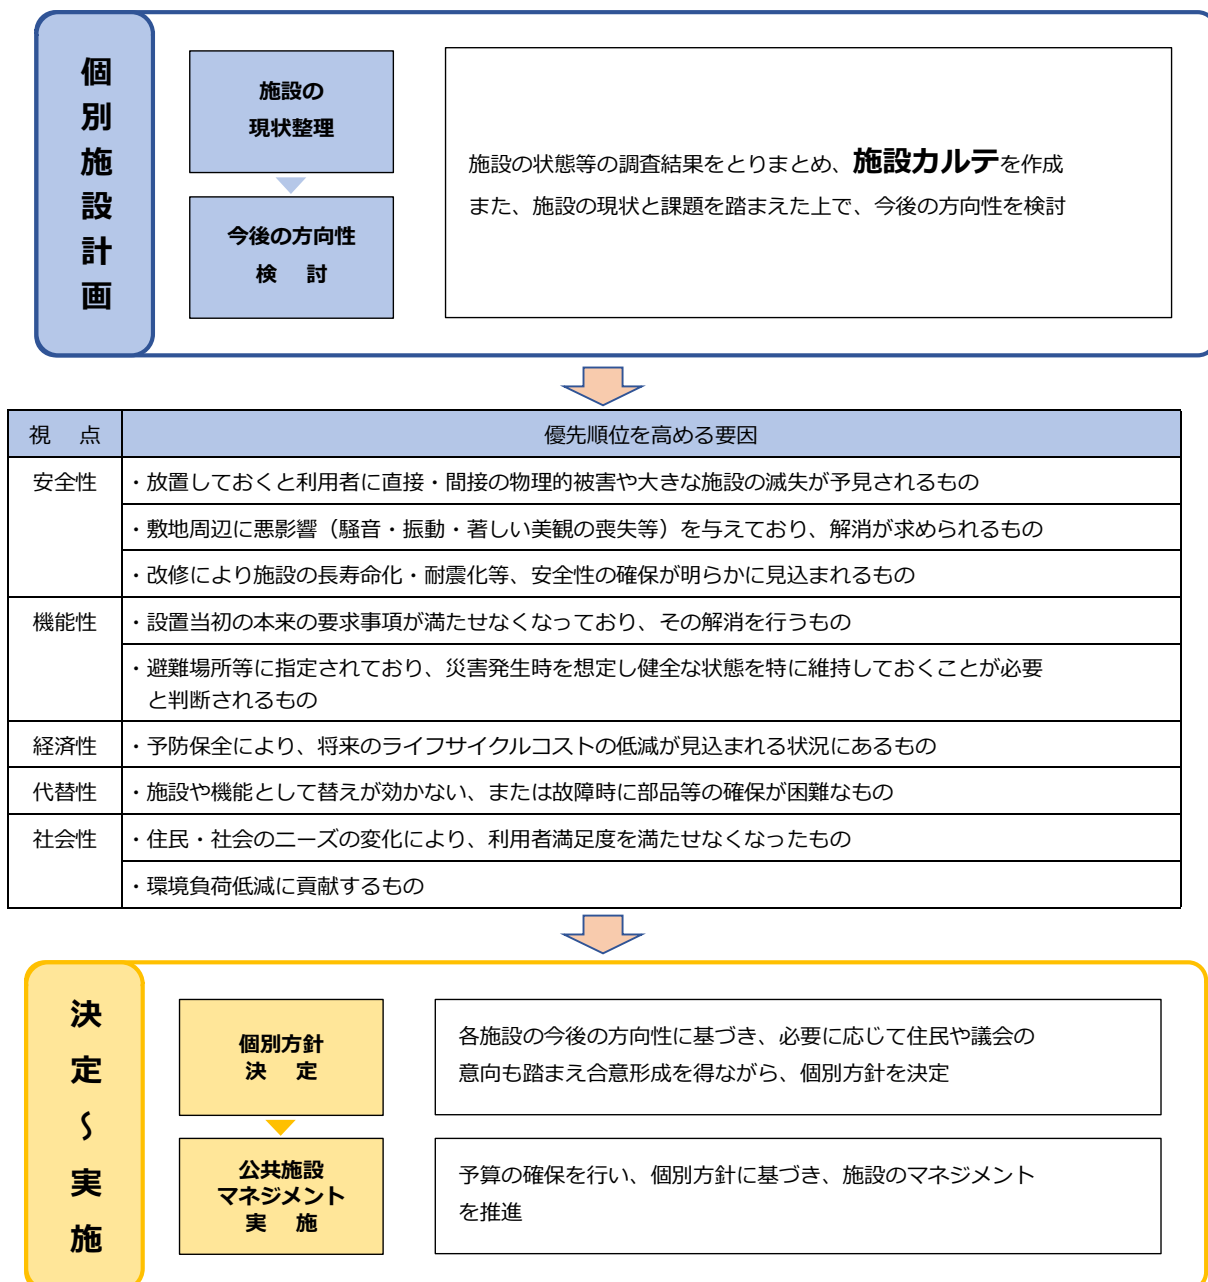 個別施設計画
施設の
現状整理
今後の方向性
検 討
施設の状態等の調査結果をとりまとめ、施設カルテを作成
また、施設の現状と課題を踏まえた上で、今後の方向性を検討
視 点 優先順位を高める要因
安全性 ・放置しておくと利用者に直接・間接の物理的被害や大きな施設の滅失が予見されるもの
・敷地周辺に悪影響（騒音・振動・著しい美観の喪失等）を与えており、解消が求められるもの
・改修により施設の長寿命化・耐震化等、安全性の確保が明らかに見込まれるもの
機能性 ・設置当初の本来の要求事項が満たせなくなっており、その解消を行うもの
・避難場所等に指定されており、災害発生時を想定し健全な状態を特に維持しておくことが必要
と判断されるもの
経済性 ・予防保全により、将来のライフサイクルコストの低減が見込まれる状況にあるもの
代替性 ・施設や機能として替えが効かない、または故障時に部品等の確保が困難なもの
社会性 ・住民・社会のニーズの変化により、利用者満足度を満たせなくなったもの
・環境負荷低減に貢献するもの
決定～実施
個別方針
決 定
各施設の今後の方向性に基づき、必要に応じて住民や議会の
意向も踏まえ合意形成を得ながら、個別方針を決定
公共施設
マネジメント
実 施
予算の確保を行い、個別方針に基づき、施設のマネジメント
を推進